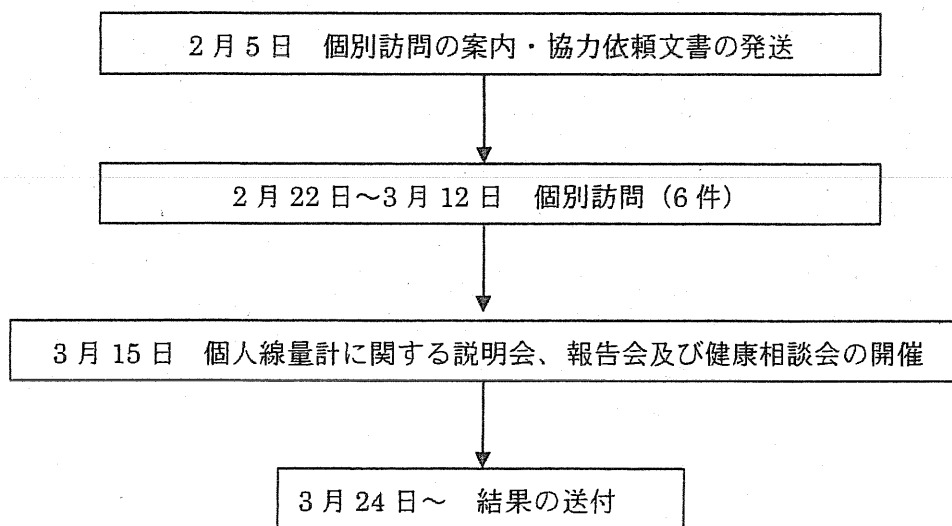 2月5日 個別訪問の案内・協力依頼文書の発送
2月22日～3月12日 個別訪問（6件）
3月15日 個人線量計に関する説明会、報告会及び健康相談会の開催
3月24日～ 結果の送付